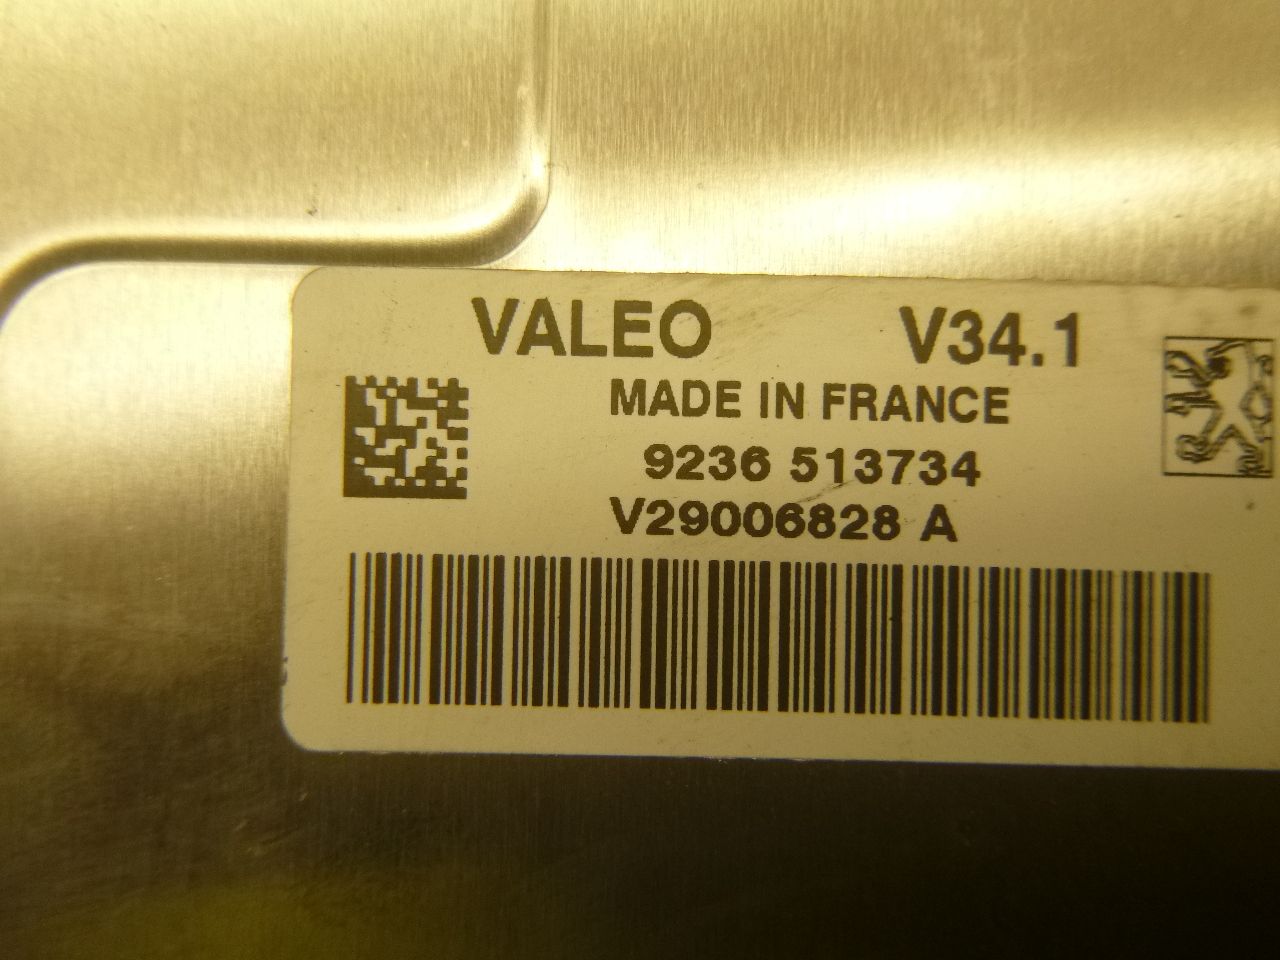 VALEO V34.1
MADE IN FRANCE
9236 513734
V29006828 A